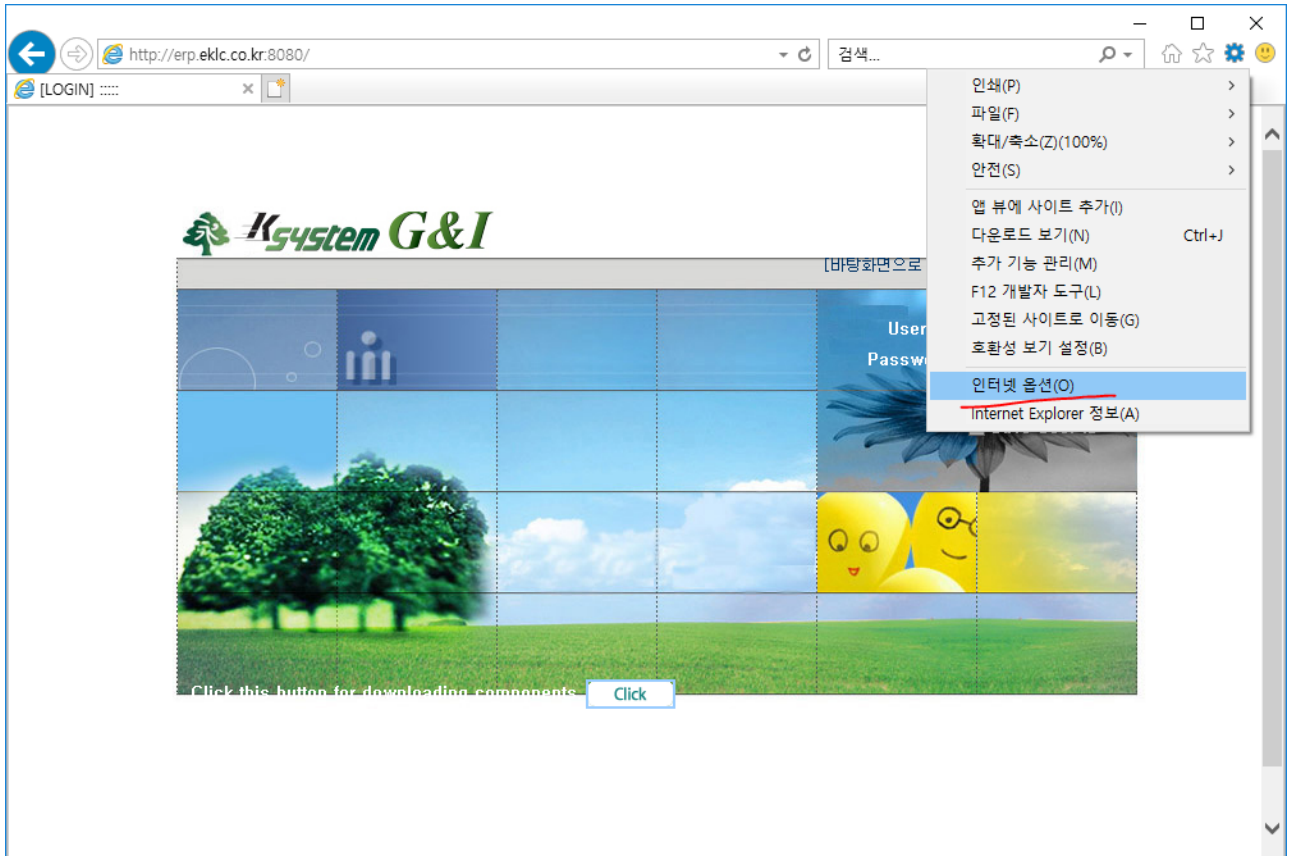 http://erp.eklc.co.kr:8080/
검색...
[LOGIN] :::::
인쇄(P)
파일(F)
확대/축소(Z)(100%)
안전(S)
앱 뷰에 사이트 추가(I)
다운로드 보기(N) Ctrl+J
추가 기능 관리(M)
F12 개발자 도구(L)
고정된 사이트로 이동(G)
호환성 보기 설정(B)
인터넷 옵션(O)
Internet Explorer 정보(A)
Ksystem G&I
[바탕화면으로
User
Passw
Click this button for downloading components
Click